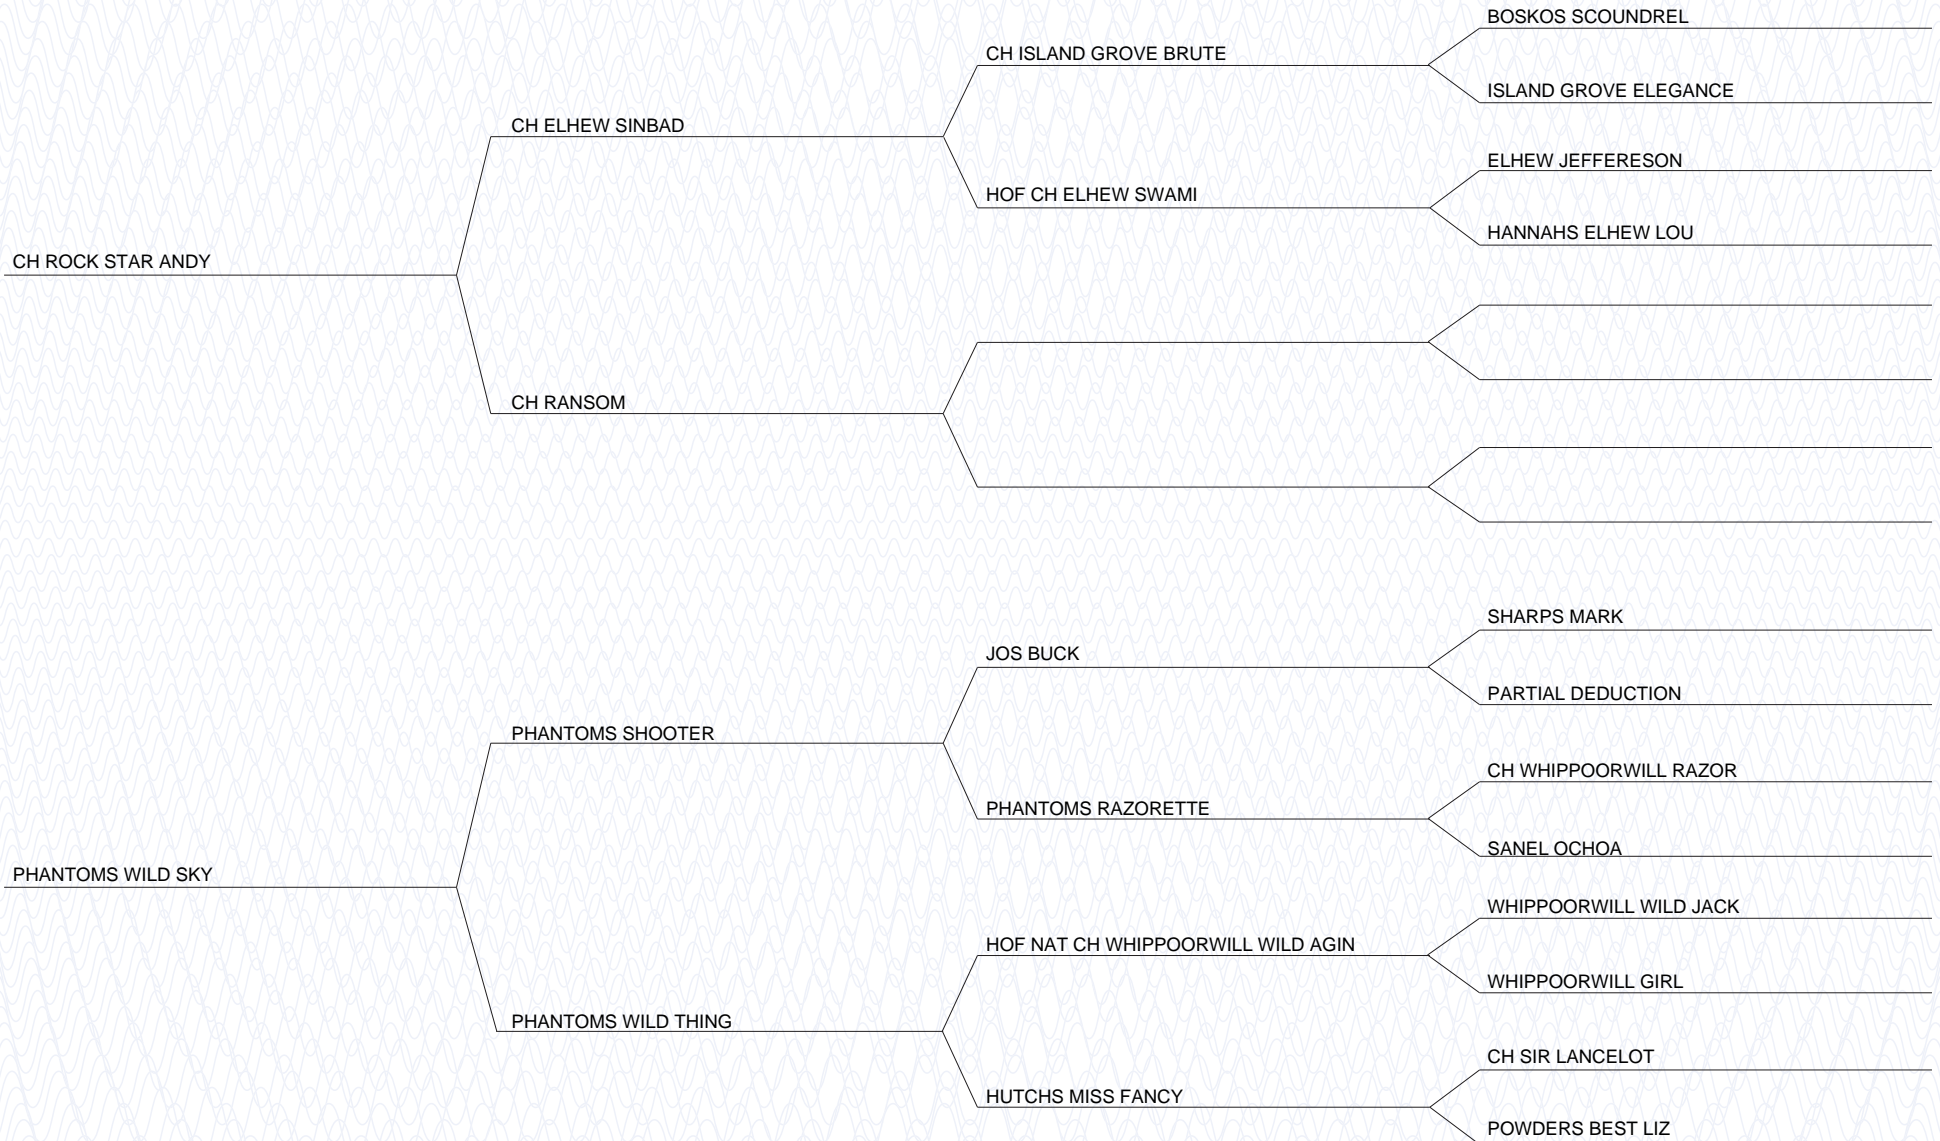 BOSKOS SCOUNDREL
CH ISLAND GROVE BRUTE
ISLAND GROVE ELEGANCE
CH ELHEW SINBAD
ELHEW JEFFERESON
HOF CH ELHEW SWAMI
HANNAHS ELHEW LOU
CH ROCK STAR ANDY
CH RANSOM
SHARPS MARK
JOS BUCK
PARTIAL DEDUCTION
PHANTOMS SHOOTER
CH WHIPPOORWILL RAZOR
PHANTOMS RAZORETTE
SANEL OCHOA
PHANTOMS WILD SKY
WHIPPOORWILL WILD JACK
HOF NAT CH WHIPPOORWILL WILD AGIN
WHIPPOORWILL GIRL
PHANTOMS WILD THING
CH SIR LANCELOT
HUTCHS MISS FANCY
POWDERS BEST LIZ